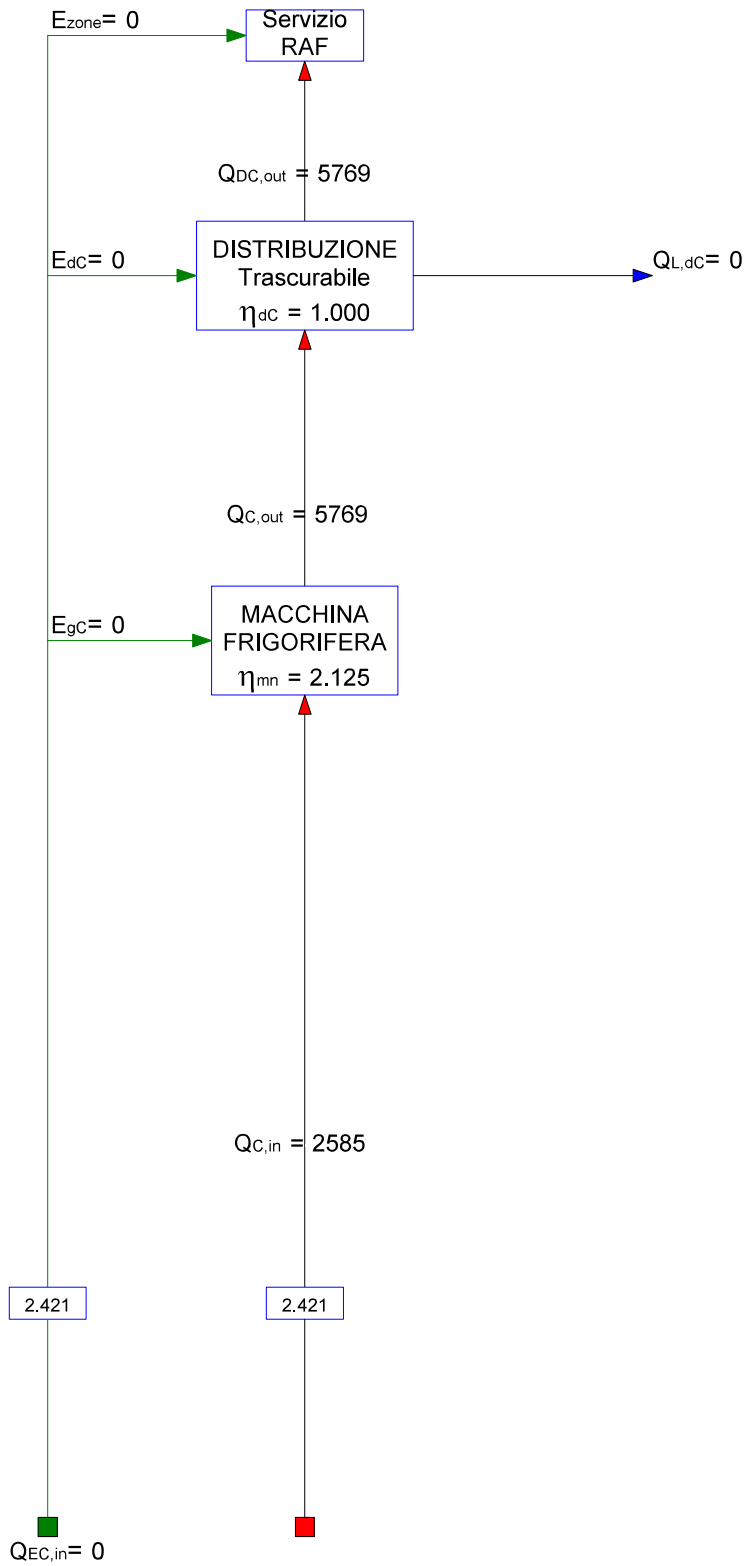 Ezone= 0
Servizio
RAF
QDC,out = 5769
EdC= 0
DISTRIBUZIONE
Trascurabile
ηdC = 1.000
QL,dC= 0
QC,out = 5769
EgC= 0
MACCHINA
FRIGORIFERA
ηmn = 2.125
QC,in = 2585
2.421
2.421
QEC,in= 0